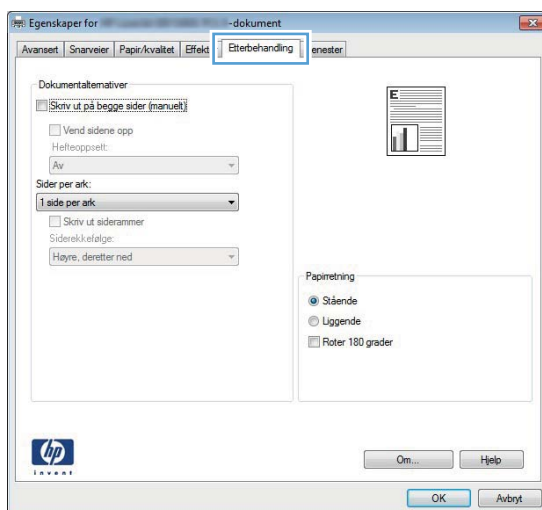 Egenskaper for -dokument
Avansert Snarveier Papir/kvalitet Effekt Etterbehandling enester
Dokumentalternativer
E
Skriv ut på begge sider (manuelt)
Vend sidene opp
Hefteoppsett:
Av
Sider per ark:
1 side per ark
Skriv ut siderammer
Siderekkefølge:
Høyre, deretter ned
Papirretning
Stående
Liggende
Roter 180 grader
hp
invent
Om... Hjelp
OK Avbryt